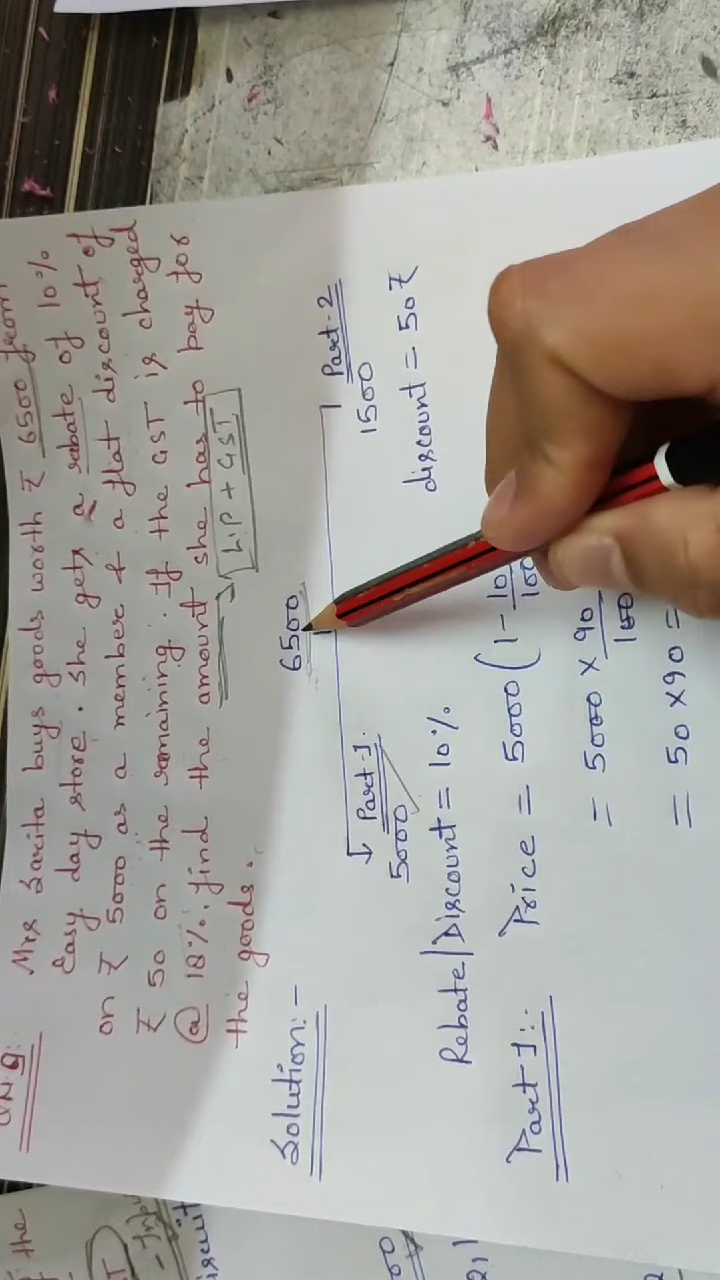 QN 9:
Mrs Sarita buys goods worth ₹ 6500 from
Easy day store. She gets a rebate of 10%
on ₹ 5000 as a member & a flat discount of
₹ 50 on the remaining. If the GST is charged
@ 18%. find the amount she has to pay for
the goods.
Solution:-
6500
Part-1:
5000
Part-2
1500
Rebate/Discount = 10%
discount = 50₹
Part 1:
Price = 5000 (1 - 10/100
= 5000 × 90/100
= 50 × 90 =
the